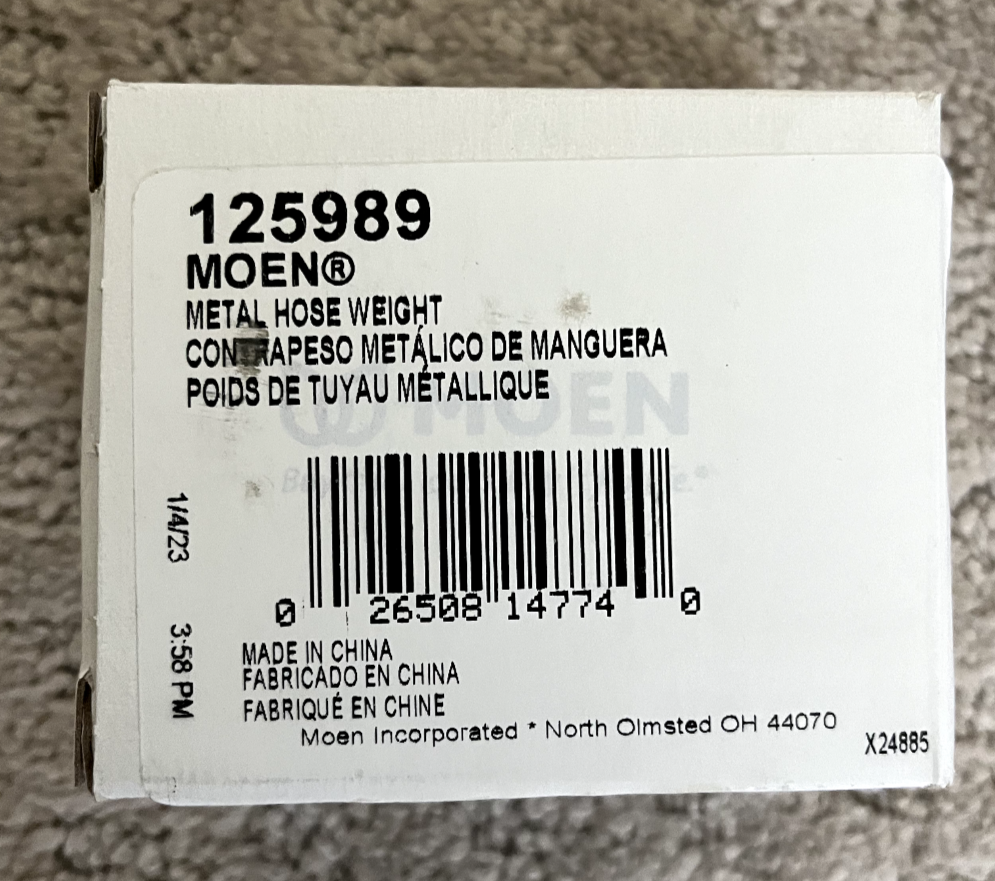 125989
MOEN®
METAL HOSE WEIGHT
CONTRAPESO METÁLICO DE MANGUERA
POIDS DE TUYAU MÉTALLIQUE
MOEN
1/4/23 3:58 PM
0 26508 14774 0
MADE IN CHINA
FABRICADO EN CHINA
FABRIQUÉ EN CHINE
Moen Incorporated * North Olmsted OH 44070
X24885